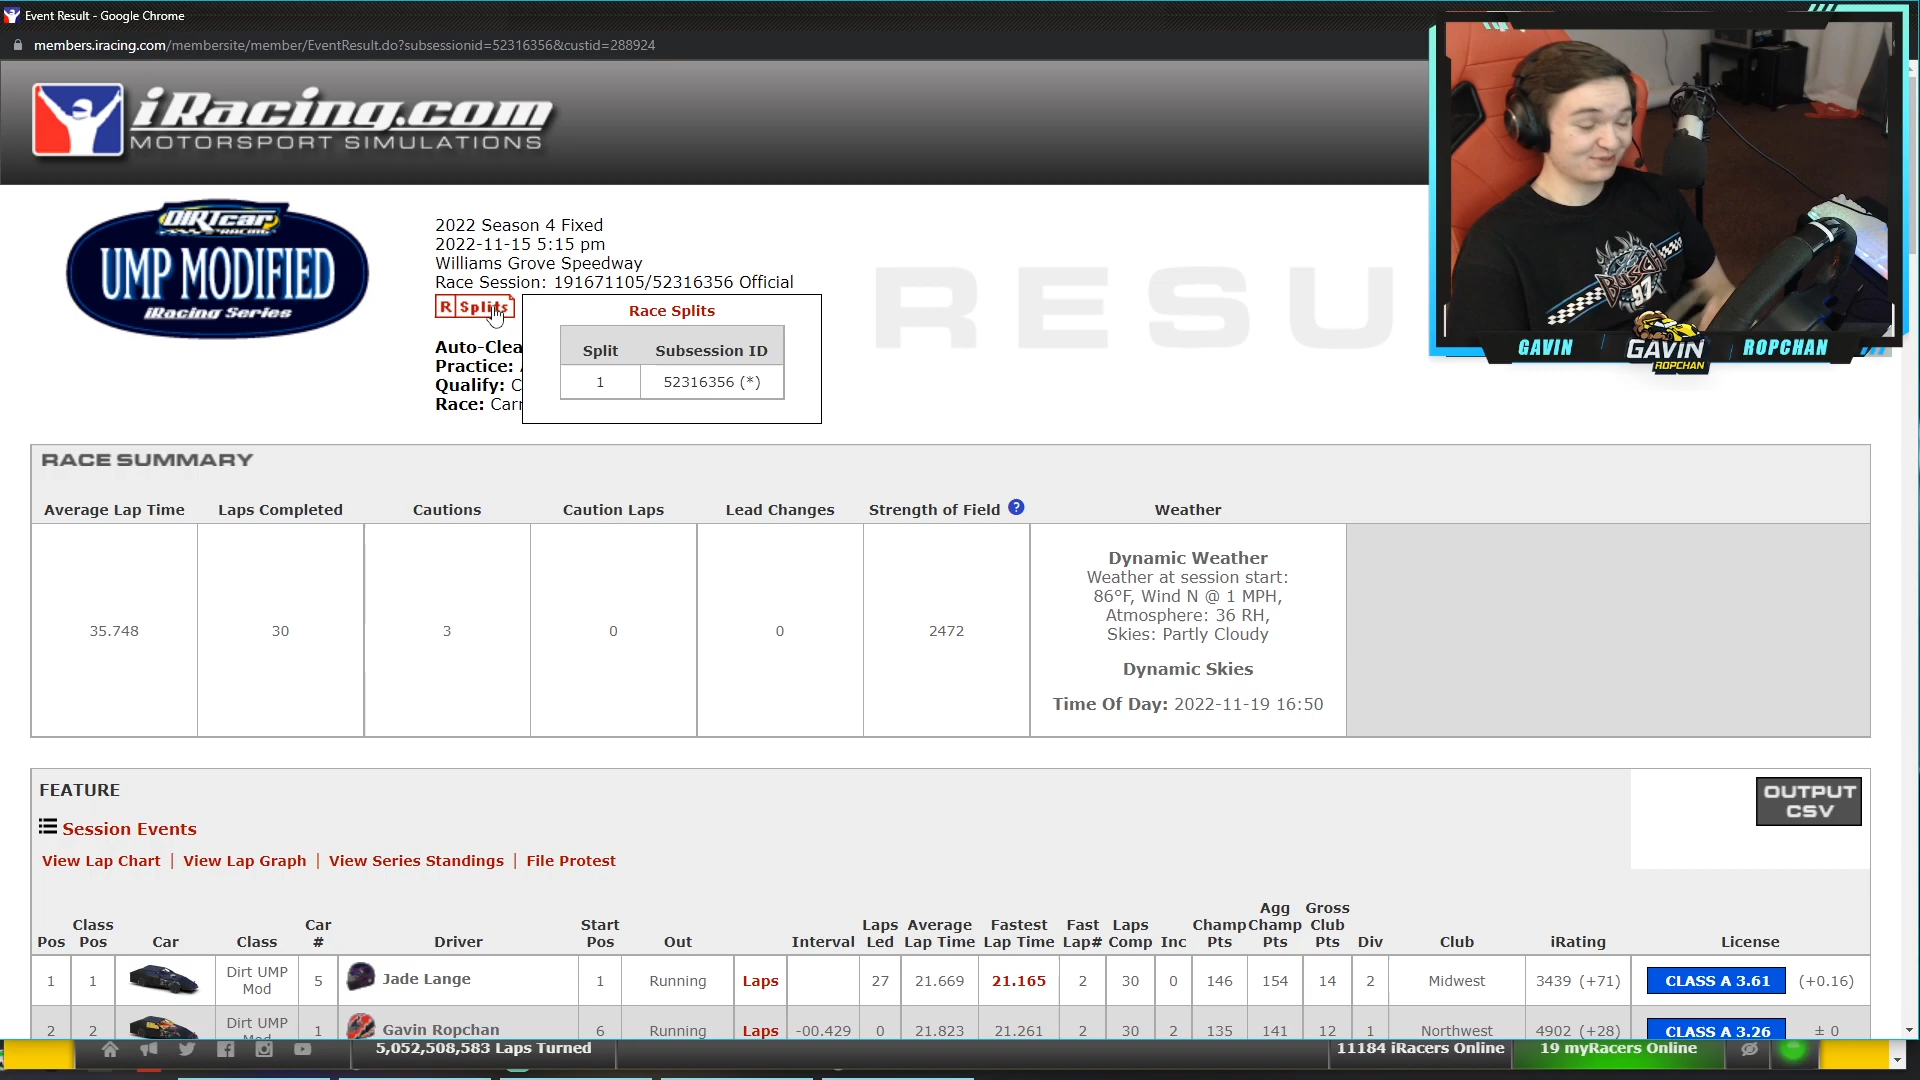 Event Result - Google Chrome
members.iracing.com/membersite/member/EventResult.do?subsessionid=52316356&custid=288924
iRacing.com
MOTORSPORT SIMULATIONS
DIRTcar
RACING
UMP MODIFIED
iRacing Series
2022 Season 4 Fixed
2022-11-15 5:15 pm
Williams Grove Speedway
Race Session: 191671105/52316356 Official
R Splits
Race Splits
Split Subsession ID
1 52316356 (*)
Auto-Clea
Practice:
Qualify: C
Race: Carr
RESU
BUSCH
97
GAVIN
GAVIN
ROPCHAN
ROPCHAN
RACE SUMMARY
Average Lap Time Laps Completed Cautions Caution Laps Lead Changes Strength of Field ? Weather
35.748 30 3 0 0 2472
Dynamic Weather
Weather at session start:
86°F, Wind N @ 1 MPH,
Atmosphere: 36 RH,
Skies: Partly Cloudy
Dynamic Skies
Time Of Day: 2022-11-19 16:50
FEATURE
OUTPUT
CSV
Session Events
View Lap Chart | View Lap Graph | View Series Standings | File Protest
Pos Class Pos Car Class Car # Driver Start Pos Out Interval Laps Led Average Lap Time Fastest Lap Time Fast Lap# Laps Comp Inc Champ Pts Agg Champ Pts Gross Club Pts Div Club iRating License
1 1 Dirt UMP Mod 5 Jade Lange 1 Running Laps 27 21.669 21.165 2 30 0 146 154 14 2 Midwest 3439 (+71) CLASS A 3.61 (+0.16)
2 2 Dirt UMP Mod 1 Gavin Ropchan 6 Running Laps -00.429 0 21.823 21.261 2 30 2 135 141 12 1 Northwest 4902 (+28) CLASS A 3.26 ± 0
5,052,508,583 Laps Turned
11184 iRacers Online
19 myRacers Online